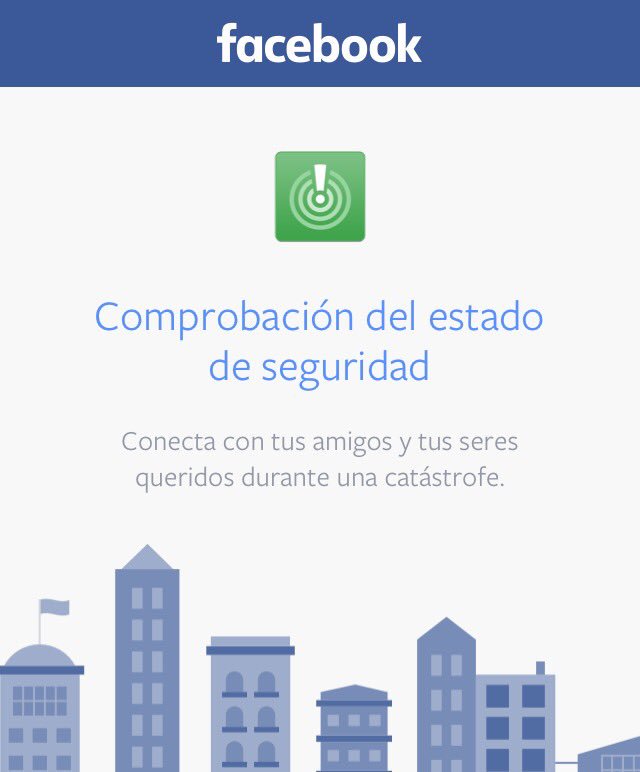 facebook
Comprobación del estado
de seguridad
Conecta con tus amigos y tus seres
queridos durante una catástrofe.